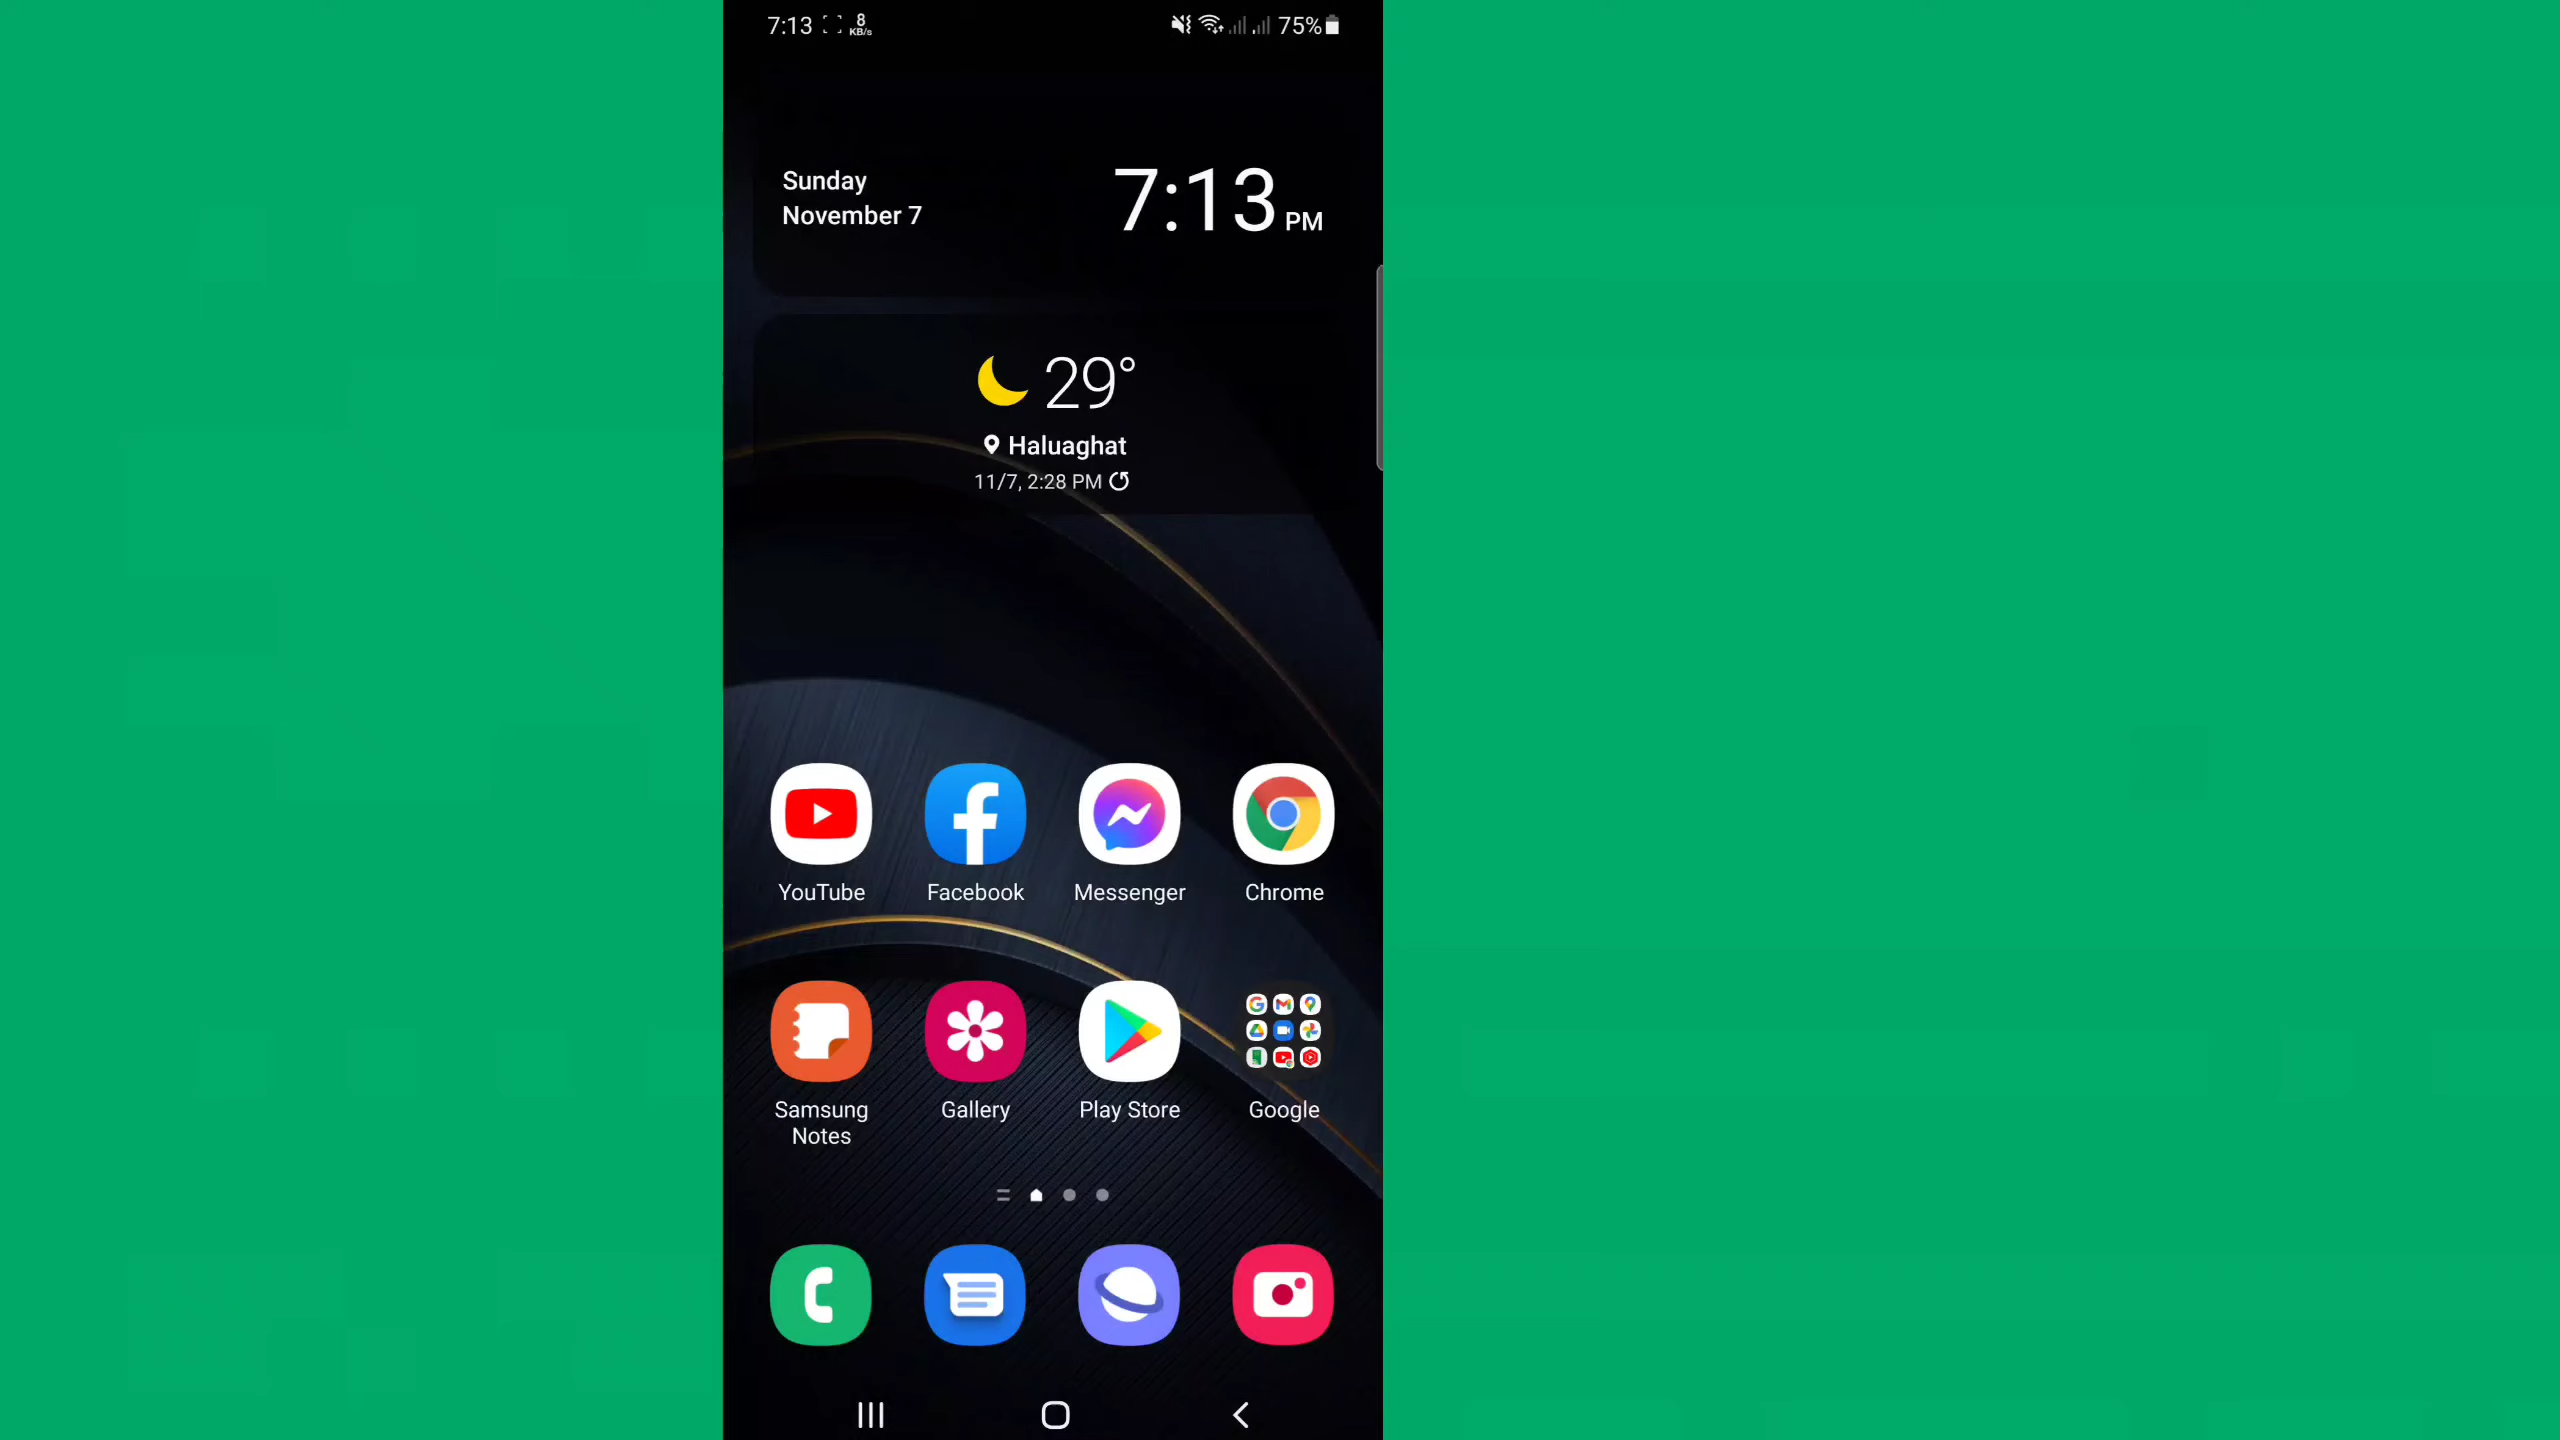 7:13 8 KB/s 75%
Sunday
November 7
7:13 PM
29°
Haluaghat
11/7, 2:28 PM
YouTube Facebook Messenger Chrome
Samsung Notes Gallery Play Store Google